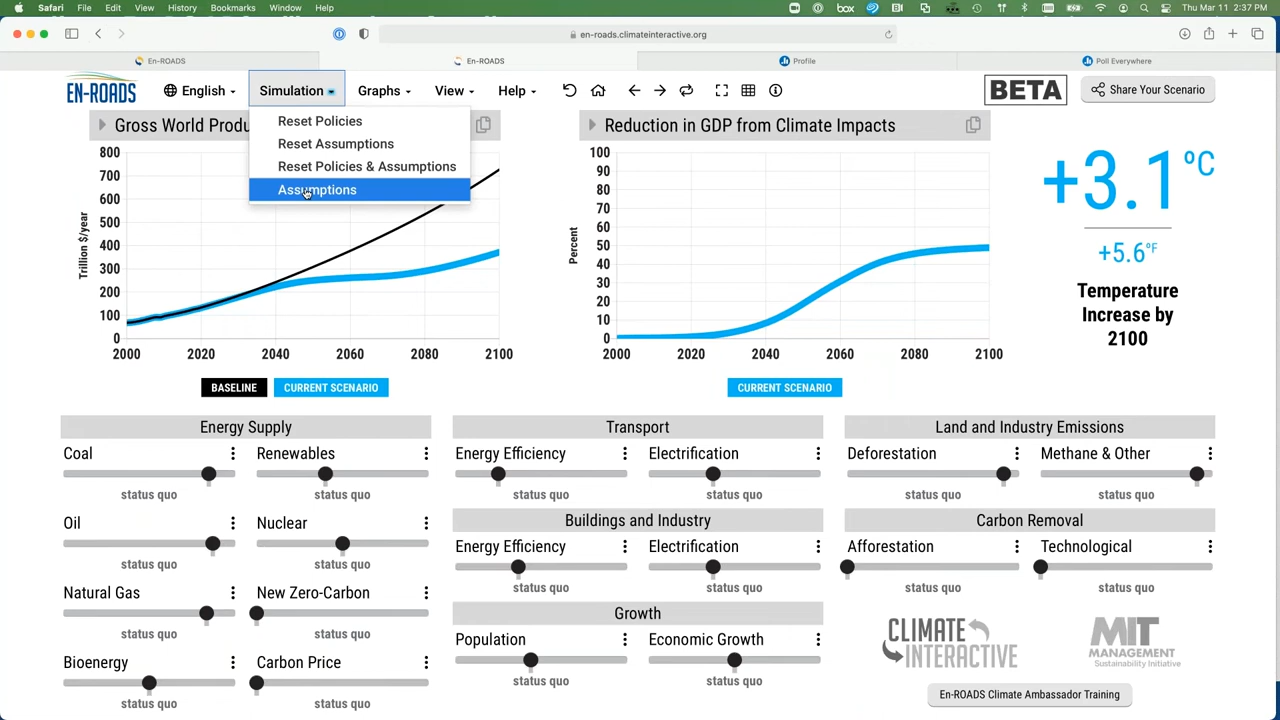 Safari File Edit View History Bookmarks Window Help
box
Thu Mar 11 2:37 PM
en-roads.climateinteractive.org
En-ROADS En-ROADS Profile Poll Everywhere
EN-ROADS English Simulation Graphs View Help BETA Share Your Scenario
Reset Policies
Reset Assumptions
Reset Policies & Assumptions
Assumptions
Gross World Produ
Trillion $/year
800
700
600
500
400
300
200
100
0
2000 2020 2040 2060 2080 2100
BASELINE CURRENT SCENARIO
Reduction in GDP from Climate Impacts
Percent
100
90
80
70
60
50
40
30
20
10
0
2000 2020 2040 2060 2080 2100
CURRENT SCENARIO
+3.1 ºC
+5.6 °F
Temperature
Increase by
2100
Energy Supply
Coal Renewables
status quo status quo
Oil Nuclear
status quo status quo
Natural Gas New Zero-Carbon
status quo status quo
Bioenergy Carbon Price
status quo status quo
Transport
Energy Efficiency Electrification
status quo status quo
Buildings and Industry
Energy Efficiency Electrification
status quo status quo
Growth
Population Economic Growth
status quo status quo
Land and Industry Emissions
Deforestation Methane & Other
status quo status quo
Carbon Removal
Afforestation Technological
status quo status quo
CLIMATE
INTERACTIVE
MIT
MANAGEMENT
Sustainability Initiative
En-ROADS Climate Ambassador Training